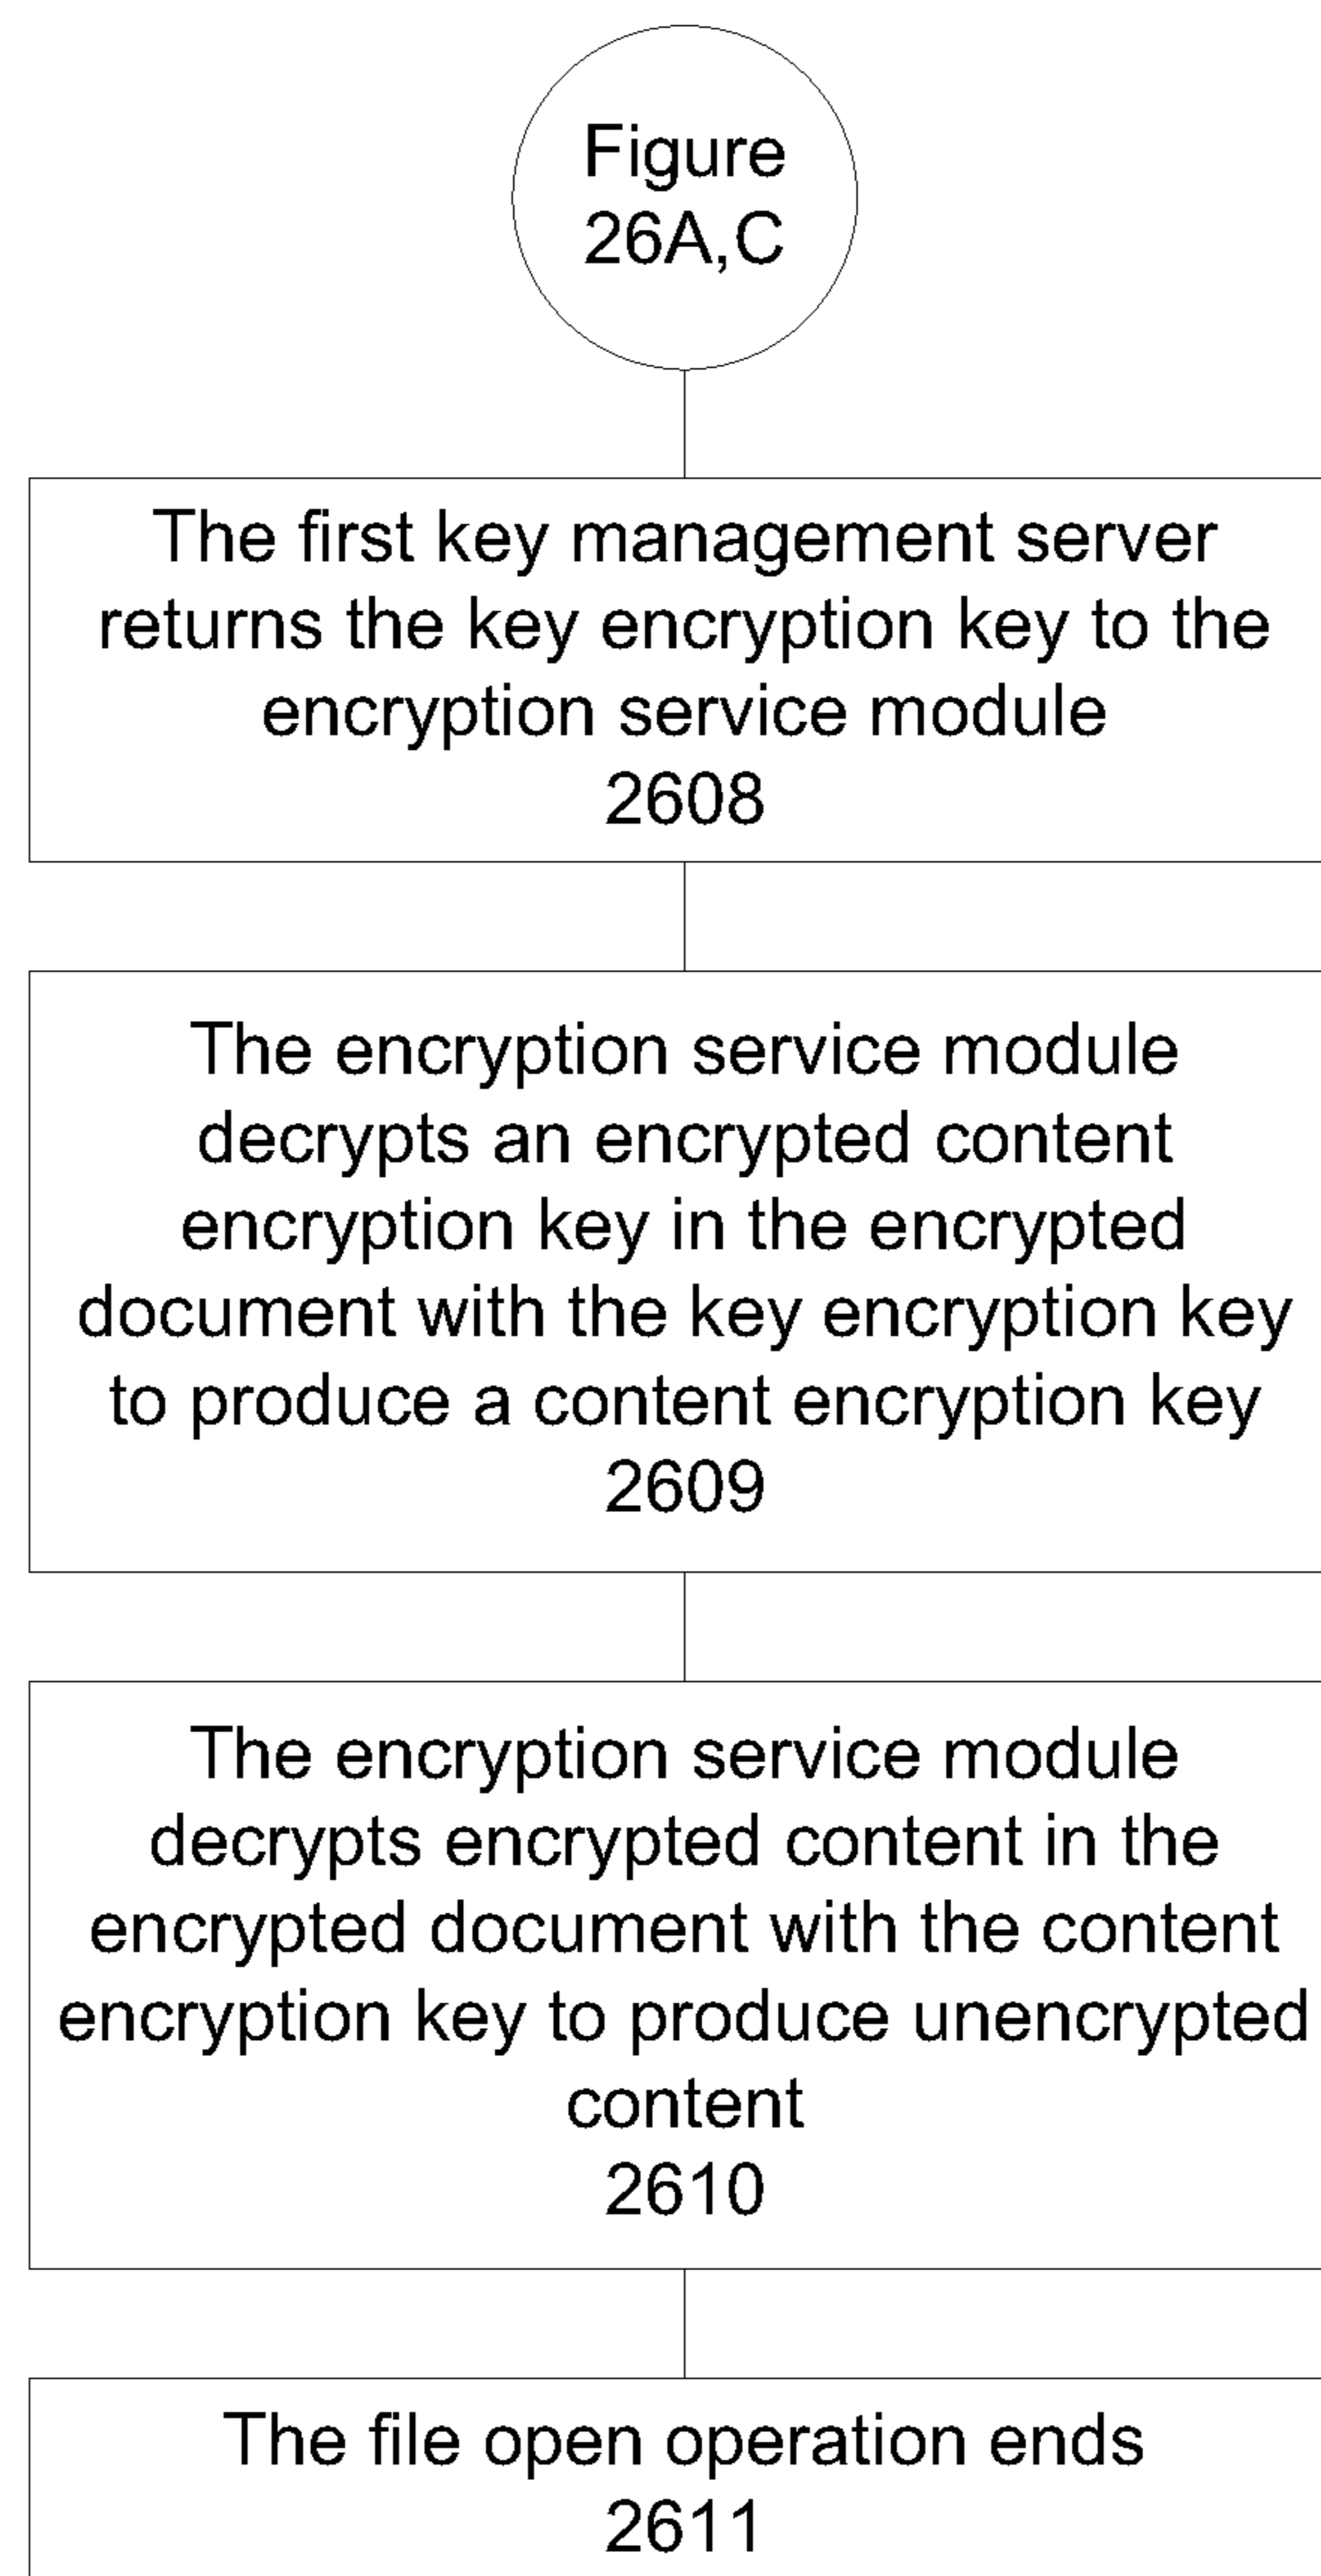 Figure
26A,C
The first key management server
returns the key encryption key to the
encryption service module
2608
The encryption service module
decrypts an encrypted content
encryption key in the encrypted
document with the key encryption key
to produce a content encryption key
2609
The encryption service module
decrypts encrypted content in the
encrypted document with the content
encryption key to produce unencrypted
content
2610
The file open operation ends
2611